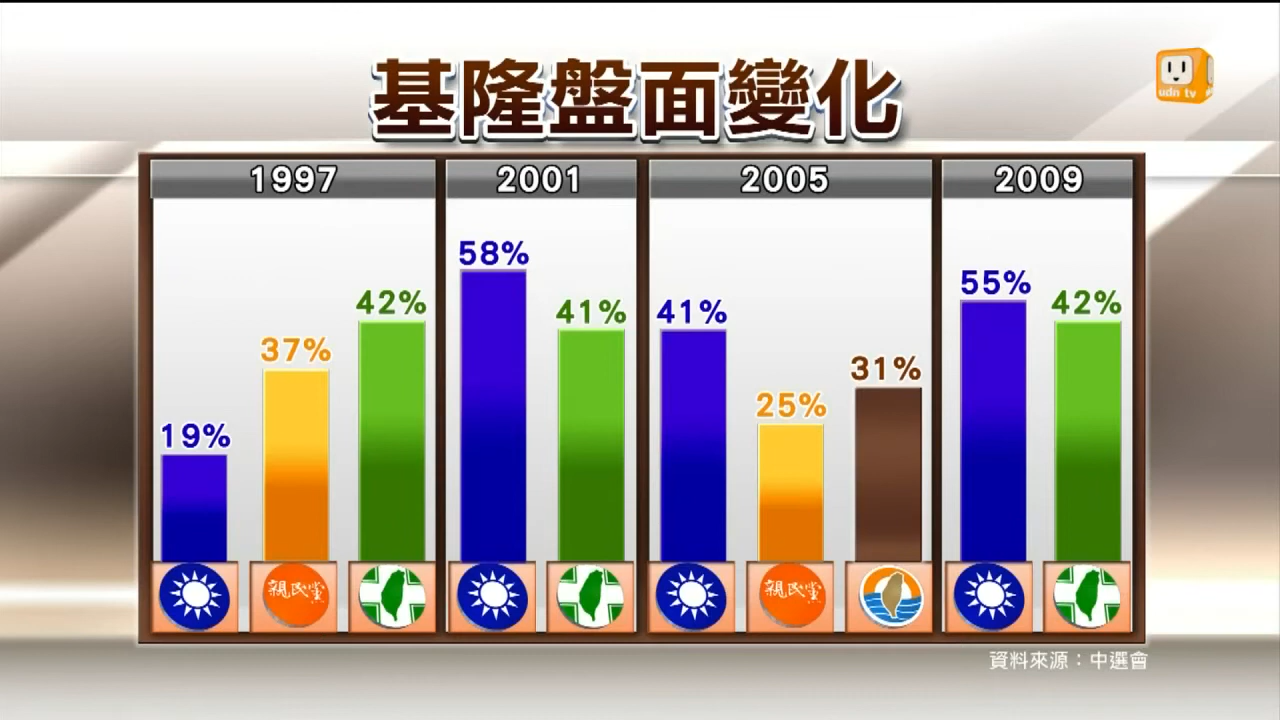 基隆盤面變化
udn tv
1997 2001 2005 2009
19% 37% 42% 58% 41% 41% 25% 31% 55% 42%
親民黨 親民黨
資料來源：中選會